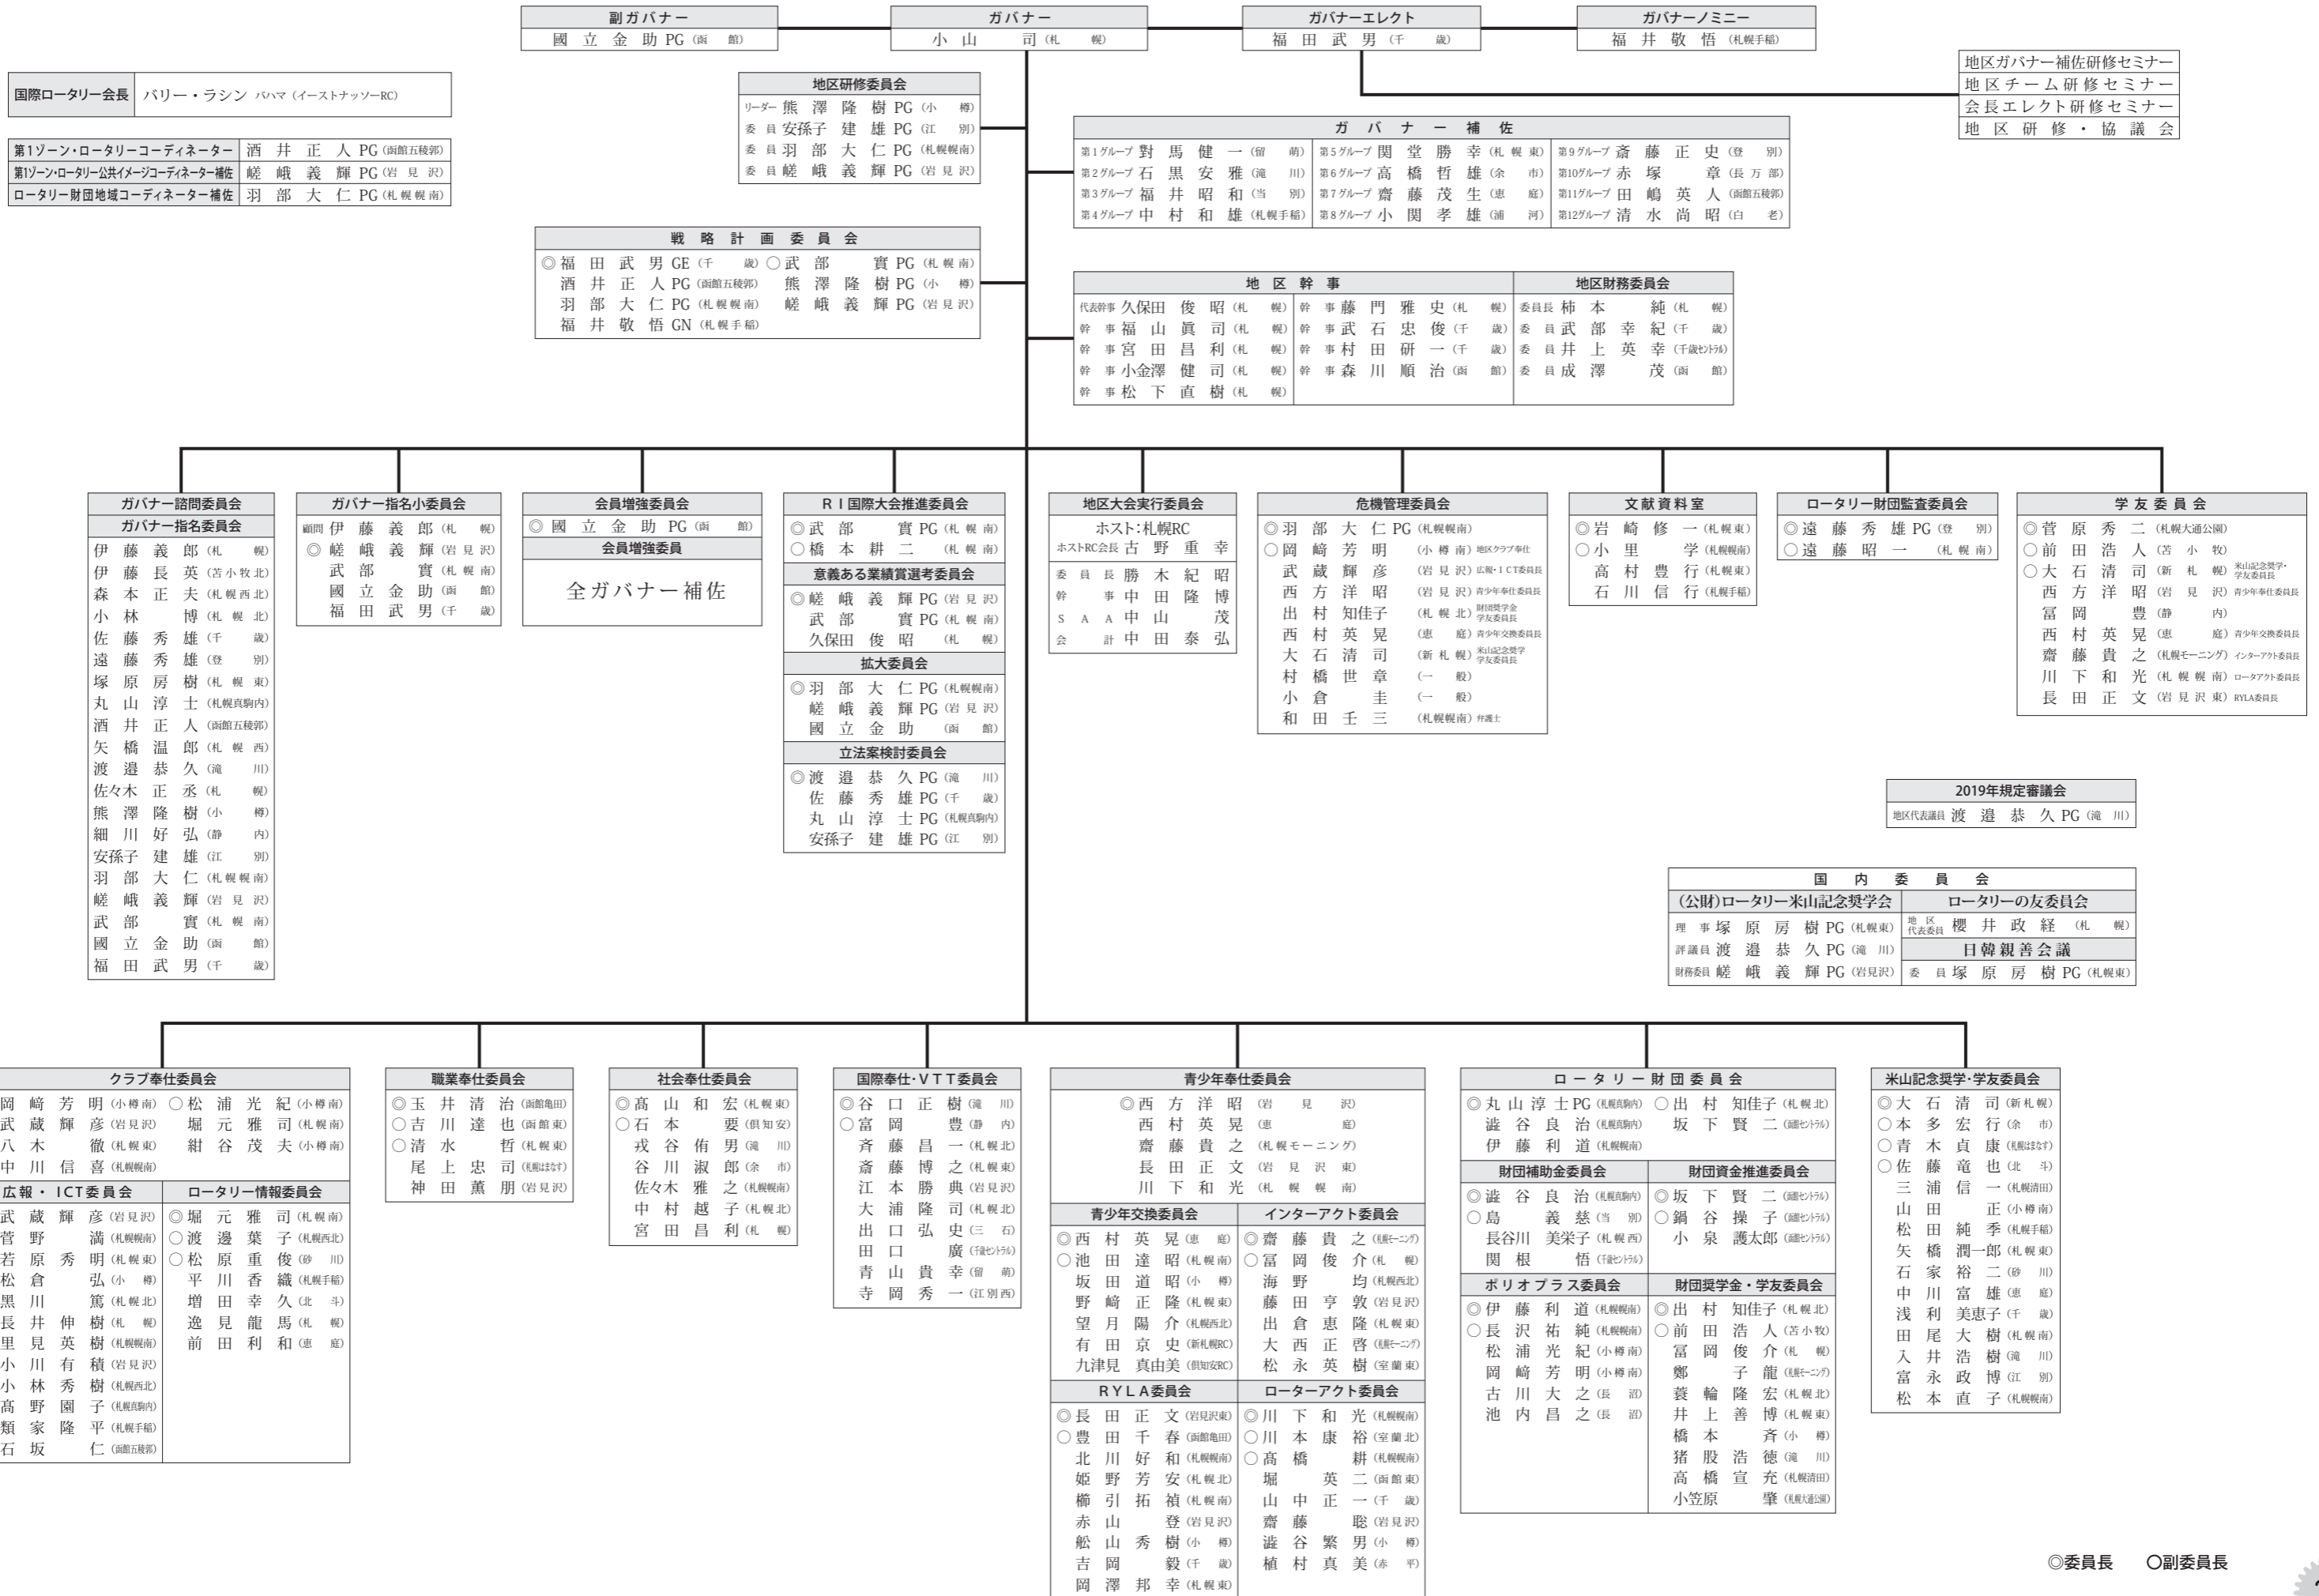 副ガバナー
國立金助 PG（函館）
ガバナー
小山司（札幌）
ガバナーエレクト
福田武男（千歳）
ガバナーノミニー
福井敬悟（札幌手稲）
地区ガバナー補佐研修セミナー
地区チーム研修セミナー
会長エレクト研修セミナー
地区研修・協議会
国際ロータリー会長 バリー・ラシン バハマ（イーストナッソーRC）
第1ゾーン・ロータリーコーディネーター 酒井正人 PG（函館五稜郭）
第1ゾーン・ロータリー公共イメージコーディネーター補佐 嵯峨義輝 PG（岩見沢）
ロータリー財団地域コーディネーター補佐 羽部大仁 PG（札幌幌南）
地区研修委員会
リーダー 熊澤隆樹 PG（小樽）
委員 安孫子建雄 PG（江別）
委員 羽部大仁 PG（札幌幌南）
委員 嵯峨義輝 PG（岩見沢）
ガバナー補佐
第1グループ 對馬健一（留萌） 第5グループ 関堂勝幸（札幌東） 第9グループ 斎藤正史（登別）
第2グループ 石黒安雅（滝川） 第6グループ 高橋哲雄（余市） 第10グループ 赤塚章（長万部）
第3グループ 福井昭和（当別） 第7グループ 齋藤茂生（恵庭） 第11グループ 田嶋英人（函館五稜郭）
第4グループ 中村和雄（札幌手稲） 第8グループ 小関孝雄（浦河） 第12グループ 清水尚昭（白老）
戦略計画委員会
◎福田武男 GE（千歳） ○武部實 PG（札幌南）
酒井正人 PG（函館五稜郭） 熊澤隆樹 PG（小樽）
羽部大仁 PG（札幌幌南） 嵯峨義輝 PG（岩見沢）
福井敬悟 GN（札幌手稲）
地区幹事
代表幹事 久保田俊昭（札幌） 幹事 藤門雅史（札幌）
幹事 福山眞司（札幌） 幹事 武石忠俊（千歳）
幹事 宮田昌利（札幌） 幹事 村田研一（千歳）
幹事 小金澤健司（札幌） 幹事 森川順治（函館）
幹事 松下直樹（札幌）
地区財務委員会
委員長 柿本純（札幌）
委員 武部幸紀（千歳）
委員 井上英幸（千歳セントラル）
委員 成澤茂（函館）
ガバナー諮問委員会
ガバナー指名委員会
伊藤義郎（札幌）
伊藤長英（苫小牧北）
森本正夫（札幌西北）
小林博（札幌北）
佐藤秀雄（千歳）
遠藤秀雄（登別）
塚原房樹（札幌東）
丸山淳士（札幌真駒内）
酒井正人（函館五稜郭）
矢橋温郎（札幌西）
渡邉恭久（滝川）
佐々木正丞（札幌）
熊澤隆樹（小樽）
細川好弘（静内）
安孫子建雄（江別）
羽部大仁（札幌幌南）
嵯峨義輝（岩見沢）
武部實（札幌南）
國立金助（函館）
福田武男（千歳）
ガバナー指名小委員会
顧問 伊藤義郎（札幌）
◎嵯峨義輝（岩見沢）
武部實（札幌南）
國立金助（函館）
福田武男（千歳）
会員増強委員会
◎國立金助 PG（函館）
会員増強委員
全ガバナー補佐
RI国際大会推進委員会
◎武部實 PG（札幌南）
○橋本耕二（札幌南）
意義ある業績賞選考委員会
◎嵯峨義輝 PG（岩見沢）
武部實 PG（札幌南）
久保田俊昭（札幌）
拡大委員会
◎羽部大仁 PG（札幌幌南）
嵯峨義輝 PG（岩見沢）
國立金助（函館）
立法案検討委員会
◎渡邉恭久 PG（滝川）
佐藤秀雄 PG（千歳）
丸山淳士 PG（札幌真駒内）
安孫子建雄 PG（江別）
地区大会実行委員会
ホスト：札幌RC
ホストRC会長 古野重幸
委員長 勝木紀昭
幹事 中田隆博
SAA 中山茂
会計 中田泰弘
危機管理委員会
◎羽部大仁 PG（札幌幌南）
○岡﨑芳明（小樽南）地区クラブ奉仕
武蔵輝彦（岩見沢）広報・ICT委員長
西方洋昭（岩見沢）青少年奉仕委員長
出村知佳子（札幌北）財団奨学金学友委員長
西村英晃（恵庭）青少年交換委員長
大石清司（新札幌）米山記念奨学学友委員長
村橋世章（一般）
小倉圭（一般）
和田壬三（札幌幌南）弁護士
文献資料室
◎岩崎修一（札幌東）
○小里学（札幌幌南）
高村豊行（札幌東）
石川信行（札幌手稲）
ロータリー財団監査委員会
◎遠藤秀雄 PG（登別）
○遠藤昭一（札幌南）
学友委員会
◎菅原秀二（札幌大通公園）
○前田浩人（苫小牧）
○大石清司（新札幌）米山記念奨学・学友委員長
西方洋昭（岩見沢）青少年奉仕委員長
冨岡豊（静内）
西村英晃（恵庭）青少年交換委員長
齋藤貴之（札幌モーニング）インターアクト委員長
川下和光（札幌幌南）ロータアクト委員長
長田正文（岩見沢東）RYLA委員長
2019年規定審議会
地区代表議員 渡邉恭久 PG（滝川）
国内委員会
(公財)ロータリー米山記念奨学会
理事 塚原房樹 PG（札幌東）
評議員 渡邉恭久 PG（滝川）
財務委員 嵯峨義輝 PG（岩見沢）
ロータリーの友委員会
地区代表委員 櫻井政経（札幌）
日韓親善会議
委員 塚原房樹 PG（札幌東）
クラブ奉仕委員会
岡﨑芳明（小樽南） ○松浦光紀（小樽南）
武蔵輝彦（岩見沢） 堀元雅司（札幌南）
八木徹（札幌東） 紺谷茂夫（小樽南）
中川信喜（札幌幌南）
広報・ICT委員会
武蔵輝彦（岩見沢）
菅野満（札幌幌南）
若原秀明（札幌東）
松倉弘（小樽）
黒川篤（札幌北）
長井伸樹（札幌）
里見英樹（札幌幌南）
小川有積（岩見沢）
小林秀樹（札幌西北）
髙野園子（札幌真駒内）
類家隆平（札幌手稲）
石坂仁（函館五稜郭）
ロータリー情報委員会
◎堀元雅司（札幌南）
○渡邊葉子（札幌西北）
○松原重俊（砂川）
平川香織（札幌手稲）
増田幸久（北斗）
逸見龍馬（札幌）
前田利和（恵庭）
職業奉仕委員会
◎玉井清治（函館亀田）
○吉川達也（函館東）
○清水哲（札幌東）
尾上忠司（札幌はまなす）
神田薫朋（岩見沢）
社会奉仕委員会
◎髙山和宏（札幌東）
○石本要（倶知安）
戎谷侑男（滝川）
谷川淑郎（余市）
佐々木雅之（札幌幌南）
中村越子（札幌北）
宮田昌利（札幌）
国際奉仕・VTT委員会
◎谷口正樹（滝川）
○富岡豊（静内）
斉藤昌一（札幌北）
斎藤博之（札幌東）
江本勝典（岩見沢）
大浦隆司（札幌北）
出口弘史（三石）
田口廣（千歳セントラル）
青山貴幸（留萌）
寺岡秀一（江別西）
青少年奉仕委員会
◎西方洋昭（岩見沢）
西村英晃（恵庭）
齋藤貴之（札幌モーニング）
長田正文（岩見沢東）
川下和光（札幌幌南）
青少年交換委員会
◎西村英晃（恵庭）
○池田達昭（札幌南）
坂田道昭（小樽）
野﨑正隆（札幌東）
望月陽介（札幌西北）
有田京史（新札幌RC）
九津見真由美（倶知安RC）
インターアクト委員会
◎齋藤貴之（札幌モーニング）
○冨岡俊介（札幌）
海野均（札幌西北）
藤田亨敦（岩見沢）
出倉恵隆（札幌東）
大西正啓（札幌モーニング）
松永英樹（室蘭東）
RYLA委員会
◎長田正文（岩見沢東）
○豊田千春（函館亀田）
北川好和（札幌幌南）
姫野芳安（札幌北）
櫛引拓禎（札幌南）
赤山登（岩見沢）
舩山秀樹（小樽）
吉岡毅（千歳）
岡澤邦幸（札幌東）
ローターアクト委員会
◎川下和光（札幌幌南）
○川本康裕（室蘭北）
○髙橋耕（札幌幌南）
堀英二（函館東）
山中正一（千歳）
齋藤聡（岩見沢）
澁谷繁男（小樽）
植村真美（赤平）
ロータリー財団委員会
◎丸山淳士PG（札幌真駒内） ○出村知佳子（札幌北）
澁谷良治（札幌真駒内） 坂下賢二（函館セントラル）
伊藤利道（札幌幌南）
財団補助金委員会
◎澁谷良治（札幌真駒内）
○島義慈（当別）
長谷川美栄子（札幌西）
関根悟（千歳セントラル）
財団資金推進委員会
◎坂下賢二（函館セントラル）
○鍋谷操子（函館セントラル）
小泉護太郎（函館セントラル）
ポリオプラス委員会
◎伊藤利道（札幌幌南）
○長沢祐純（札幌幌南）
松浦光紀（小樽南）
岡﨑芳明（小樽南）
古川大之（長沼）
池内昌之（長沼）
財団奨学金・学友委員会
◎出村知佳子（札幌北）
○前田浩人（苫小牧）
冨岡俊介（札幌）
鄭子龍（札幌モーニング）
蓑輪隆宏（札幌北）
井上善博（札幌東）
橋本斉（小樽）
猪股浩徳（滝川）
高橋宣充（札幌清田）
小笠原肇（札幌大通公園）
米山記念奨学・学友委員会
◎大石清司（新札幌）
○本多宏行（余市）
○青木貞康（札幌はまなす）
○佐藤竜也（北斗）
三浦信一（札幌清田）
山田正（小樽南）
松田純季（札幌手稲）
矢橋潤一郎（札幌東）
石家裕二（砂川）
中川富雄（恵庭）
浅利美恵子（千歳）
田尾大樹（札幌南）
入井浩樹（滝川）
富永政博（江別）
松本直子（札幌幌南）
◎委員長 ○副委員長